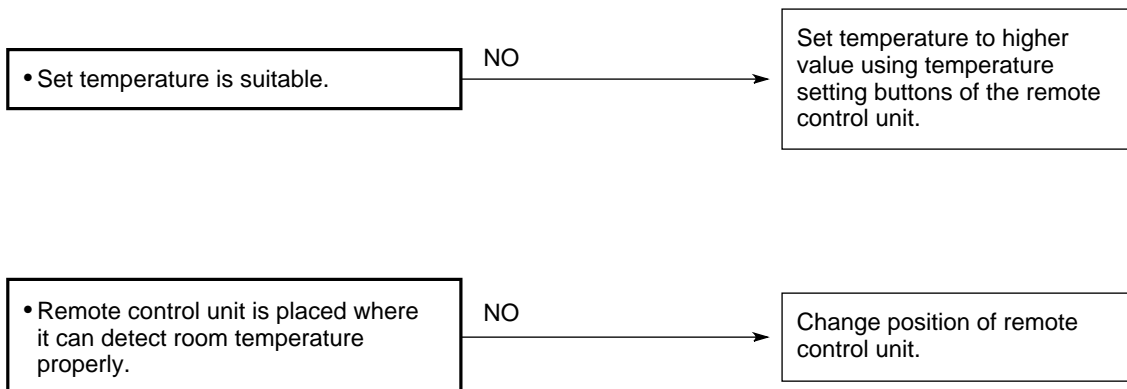 • Set temperature is suitable.
NO
Set temperature to higher
value using temperature
setting buttons of the remote
control unit.
• Remote control unit is placed where
it can detect room temperature
properly.
NO
Change position of remote
control unit.